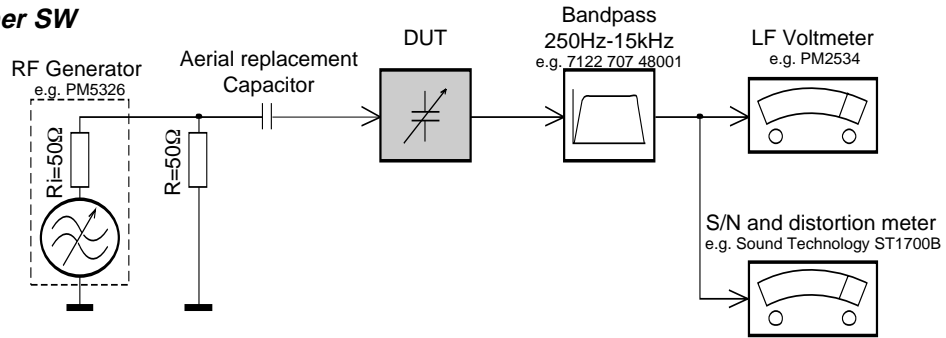 SW
RF Generator
e.g. PM5326
Ri=50Ω
R=50Ω
Aerial replacement
Capacitor
DUT
Bandpass
250Hz-15kHz
e.g. 7122 707 48001
LF Voltmeter
e.g. PM2534
S/N and distortion meter
e.g. Sound Technology ST1700B